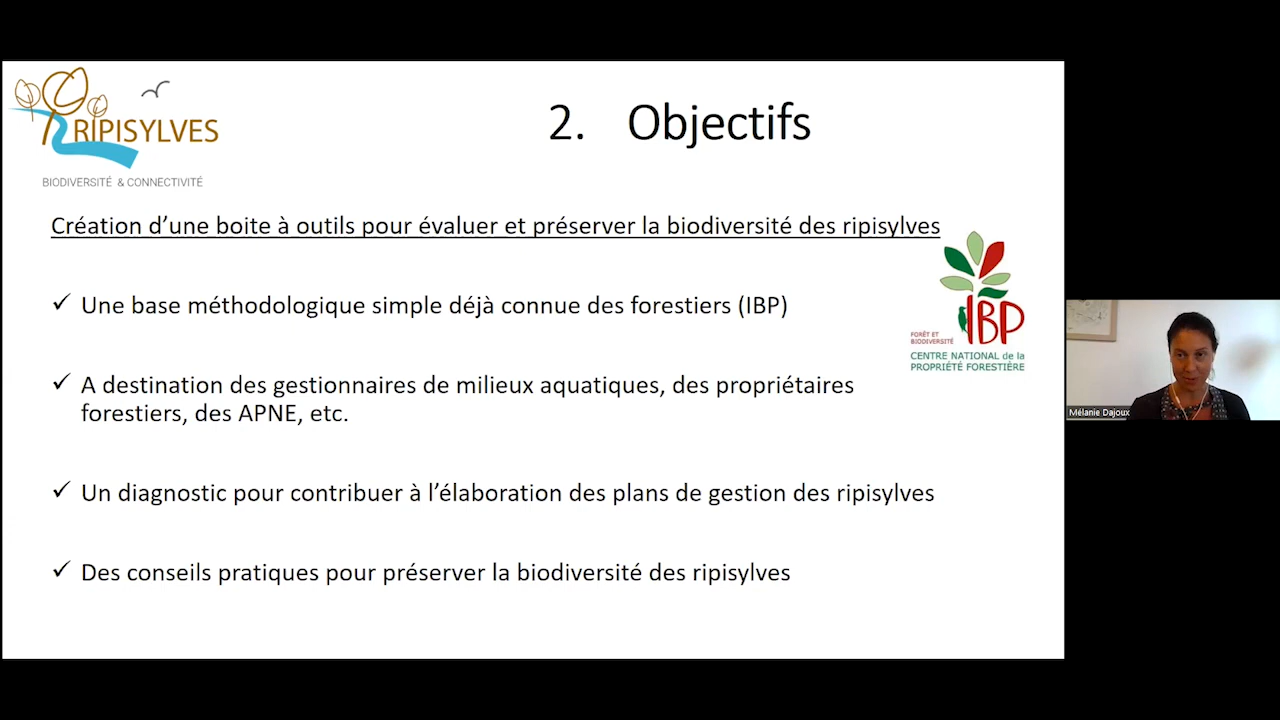 RIPISYLVES
BIODIVERSITÉ & CONNECTIVITÉ
2. Objectifs
Création d’une boite à outils pour évaluer et préserver la biodiversité des ripisylves
Une base méthodologique simple déjà connue des forestiers (IBP)
IBP
FORÊT ET
BIODIVERSITÉ
CENTRE NATIONAL de la
PROPRIÉTÉ FORESTIÈRE
A destination des gestionnaires de milieux aquatiques, des propriétaires
forestiers, des APNE, etc.
Un diagnostic pour contribuer à l’élaboration des plans de gestion des ripisylves
Des conseils pratiques pour préserver la biodiversité des ripisylves
Mélanie Dajoux